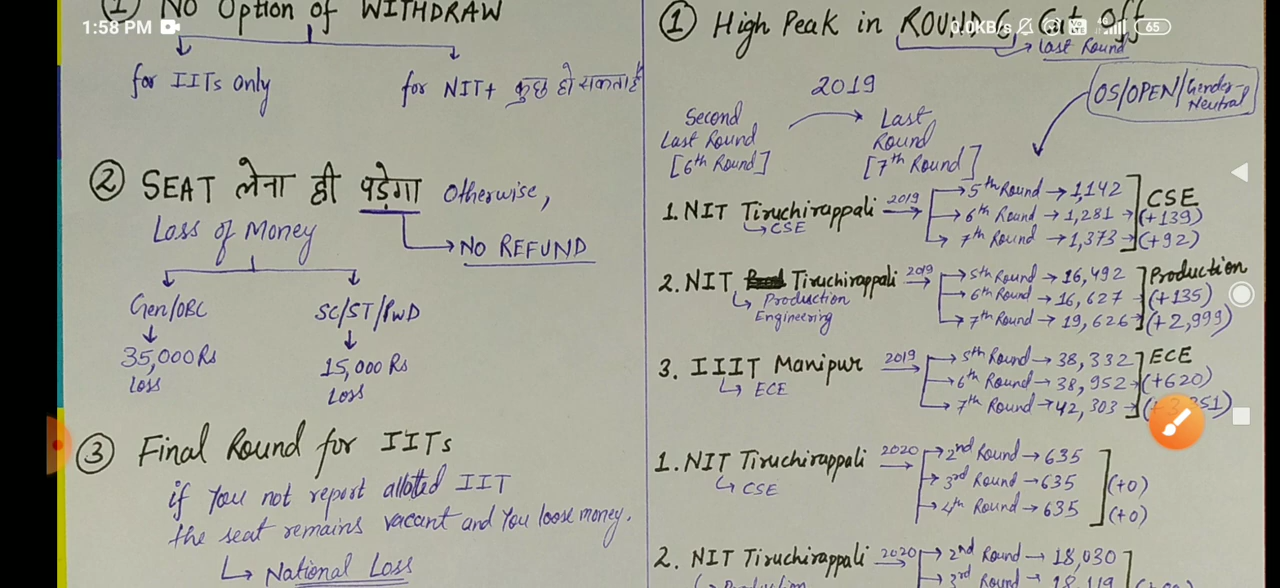 1:58 PM
① NO Option of WITHDRAW
for IITs only
for NIT+ कुछ हो सकता है
② SEAT लेना ही पड़ेगा Otherwise,
Loss of Money
NO REFUND
Gen/OBC
SC/ST/PWD
35,000 Rs
loss
15,000 Rs
loss
③ Final Round for IITs
if you not report allotted IIT
the seat remains vacant and you loose money.
National Loss
① High Peak in ROUND 6 Cut Off
0.0KB/s
65
Last Round
2019
OS/OPEN/Gender-
Neutral
Second
Last Round
[6th Round]
Last
Round
[7th Round]
1. NIT Tiruchirappali 2019 5th Round → 1,142 CSE
CSE 6th Round → 1,281 → (+139)
7th Round → 1,373 → (+92)
2. NIT Tiruchirappali 2019 5th Round → 16,492 Production
Production 6th Round → 16,627 → (+135)
Engineering 7th Round → 19,626 → (+2,999)
3. IIIT Manipur 2019 5th Round → 38,332 ECE
ECE 6th Round → 38,952 → (+620)
7th Round → 42,303 →
1. NIT Tiruchirappali 2020 2nd Round → 635
CSE 3rd Round → 635 (+0)
4th Round → 635 (+0)
2. NIT Tiruchirappali 2020 2nd Round → 18,030
3rd Round